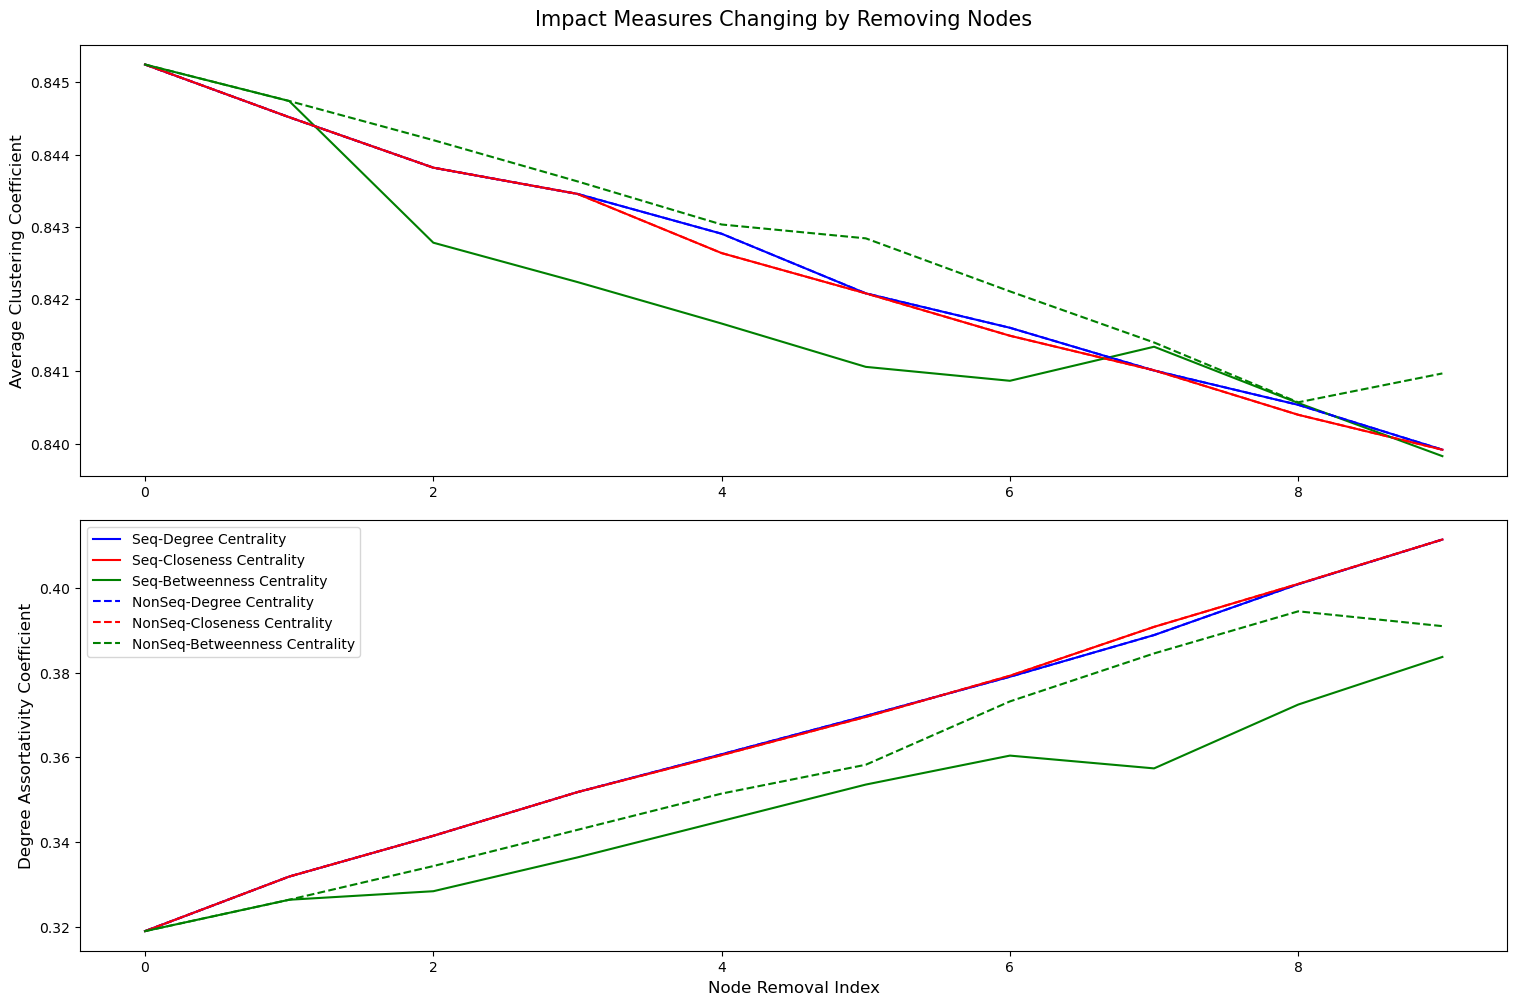 Impact Measures Changing by Removing Nodes
Average Clustering Coefficient
0.845
0.844
0.843
0.842
0.841
0.840
0 2 4 6 8
Degree Assortativity Coefficient
0.40
0.38
0.36
0.34
0.32
Seq-Degree Centrality
Seq-Closeness Centrality
Seq-Betweenness Centrality
NonSeq-Degree Centrality
NonSeq-Closeness Centrality
NonSeq-Betweenness Centrality
0 2 4 6 8
Node Removal Index